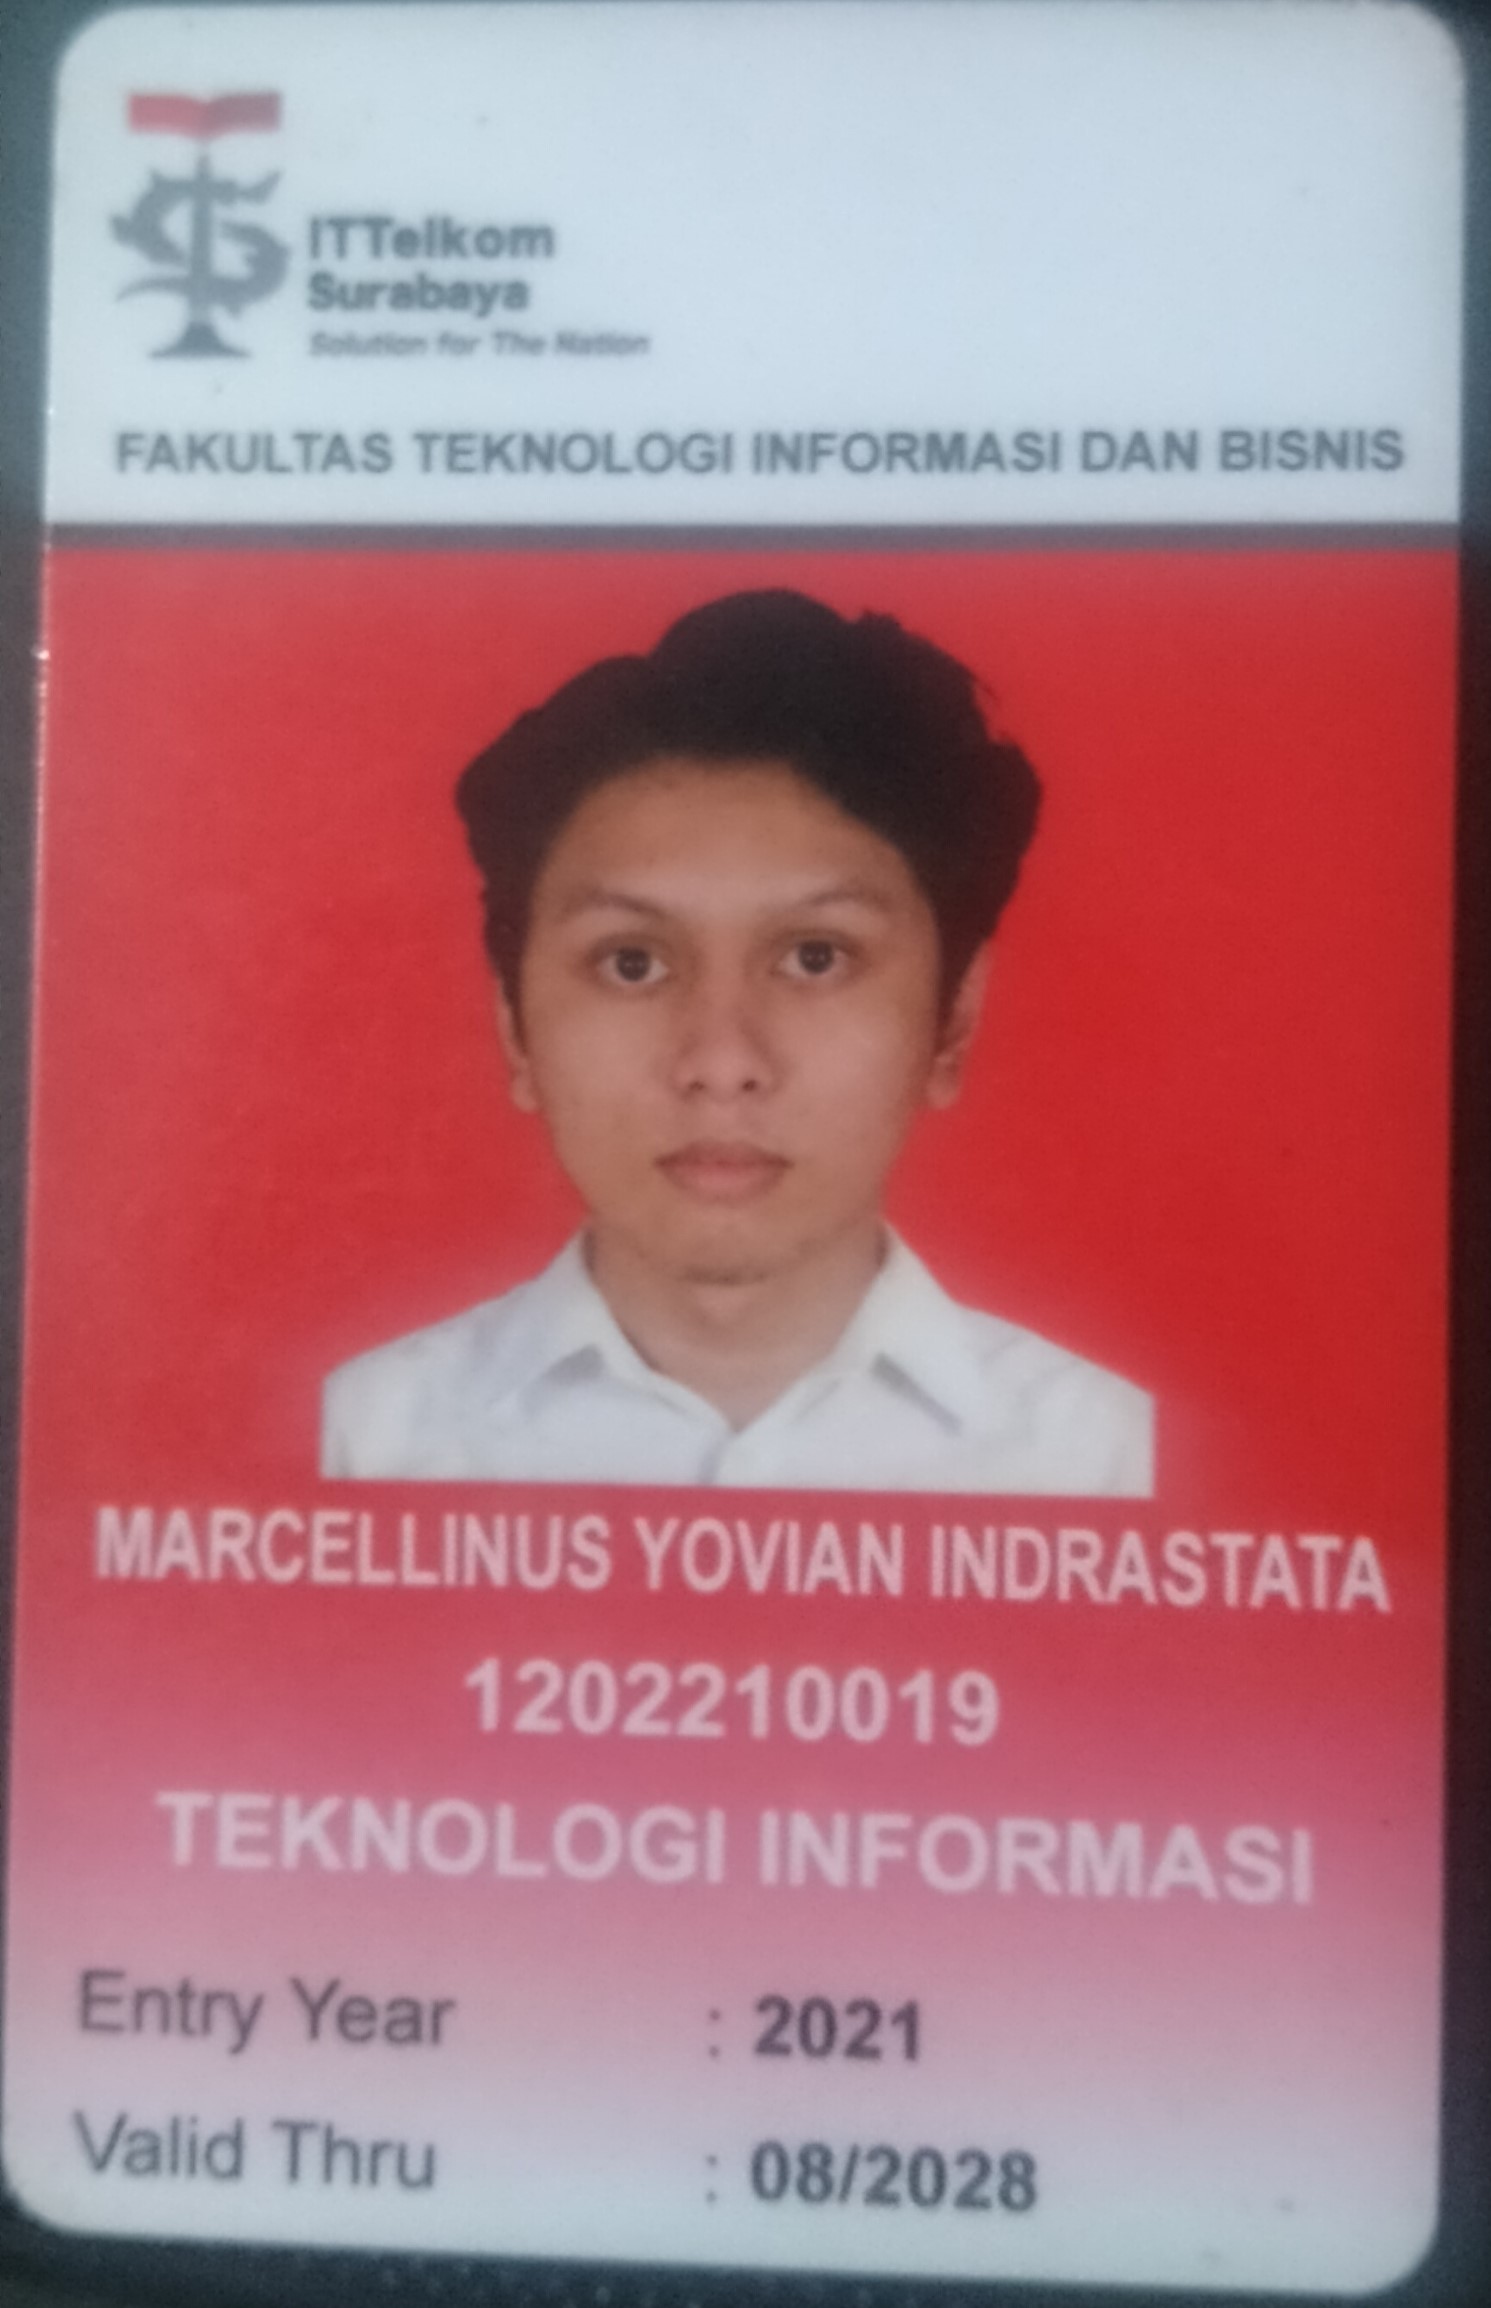 ITTelkom
Surabaya
Solution for The Nation
FAKULTAS TEKNOLOGI INFORMASI DAN BISNIS
MARCELLINUS YOVIAN INDRASTATA
1202210019
TEKNOLOGI INFORMASI
Entry Year : 2021
Valid Thru : 08/2028